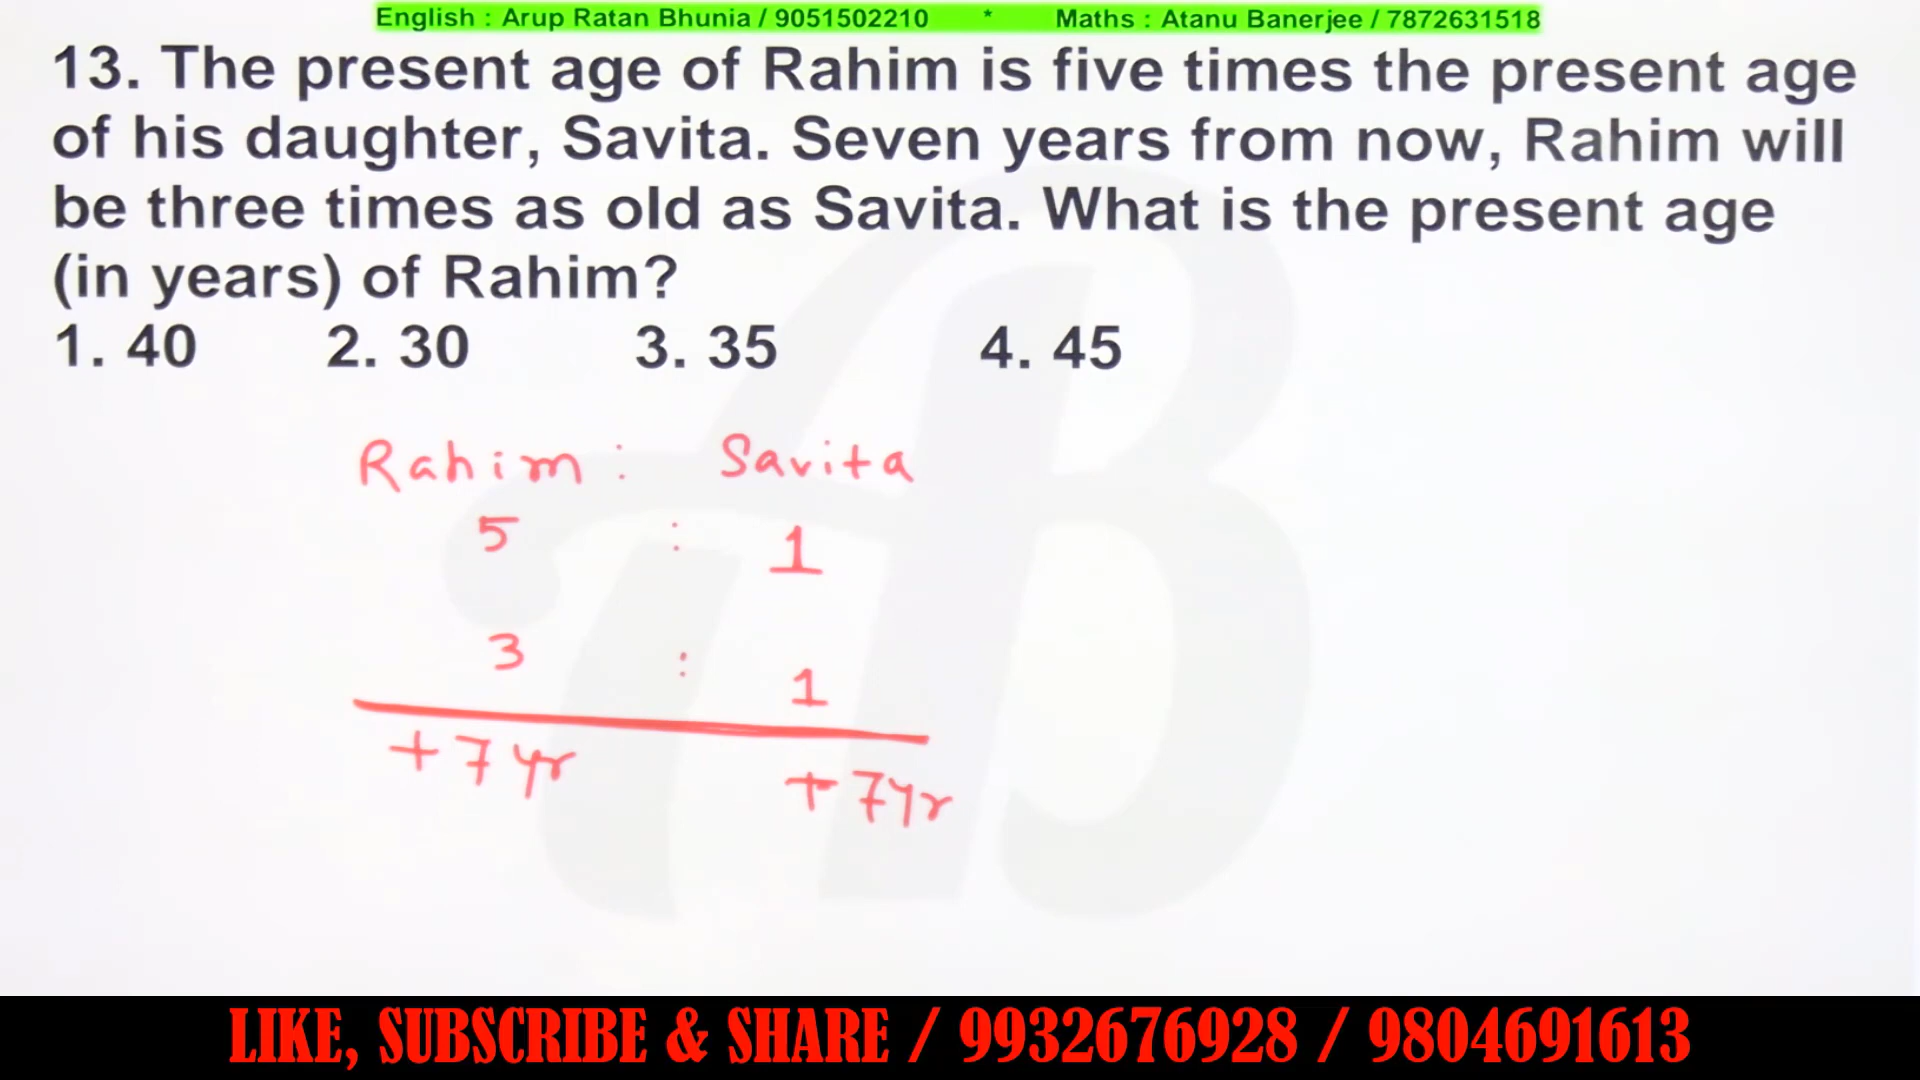 English : Arup Ratan Bhunia / 9051502210 * Maths : Atanu Banerjee / 7872631518
13. The present age of Rahim is five times the present age
of his daughter, Savita. Seven years from now, Rahim will
be three times as old as Savita. What is the present age
(in years) of Rahim?
1. 40 2. 30 3. 35 4. 45
Rahim : Savita
5 : 1
3 : 1
+7yr +7yr
LIKE, SUBSCRIBE & SHARE / 9932676928 / 9804691613